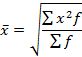 x̄ = √(Σx²f / Σf)